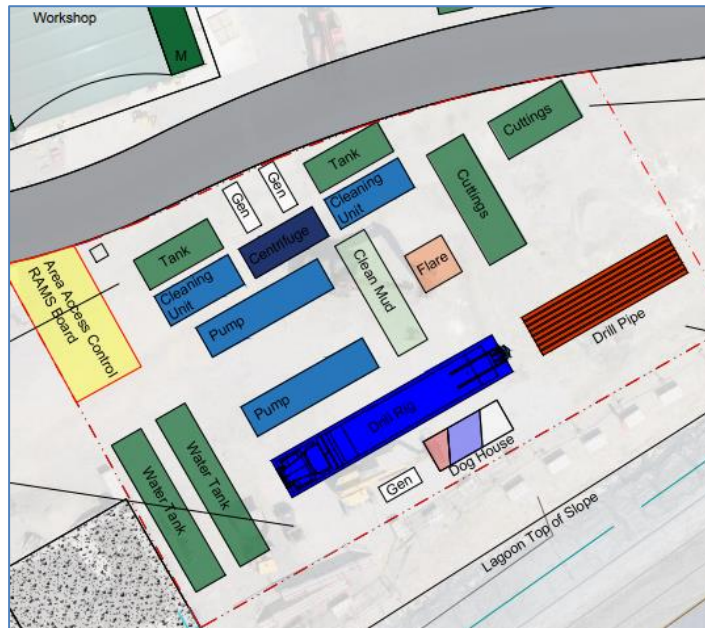 Workshop
M
Cuttings
Tank
Cuttings
Gen
Gen
Cleaning
Unit
Centrifuge
Tank
Cleaning
Unit
Clean Mud
Flare
Area Access Control
RAMS Board
Pump
Drill Pipe
Pump
Drill Rig
Dog House
Gen
Water Tank
Water Tank
Lagoon Top of Slope